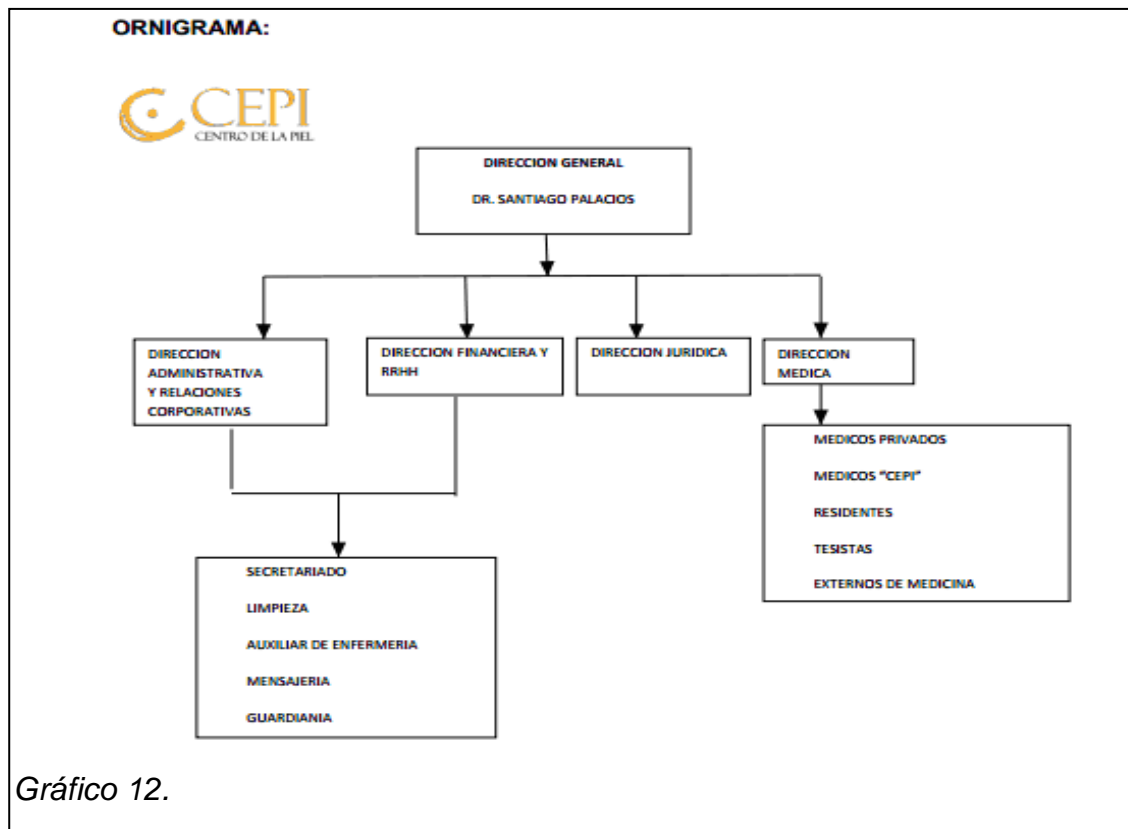 ORNIGRAMA:
CEPI
CENTRO DE LA PIEL
DIRECCION GENERAL
DR. SANTIAGO PALACIOS
DIRECCION
ADMINISTRATIVA
Y RELACIONES
CORPORATIVAS
DIRECCION FINANCIERA Y
RRHH
DIRECCION JURIDICA
DIRECCION
MEDICA
MEDICOS PRIVADOS
MEDICOS "CEPI"
RESIDENTES
TESISTAS
EXTERNOS DE MEDICINA
SECRETARIADO
LIMPIEZA
AUXILIAR DE ENFERMERIA
MENSAJERIA
GUARDIANIA
Gráfico 12.